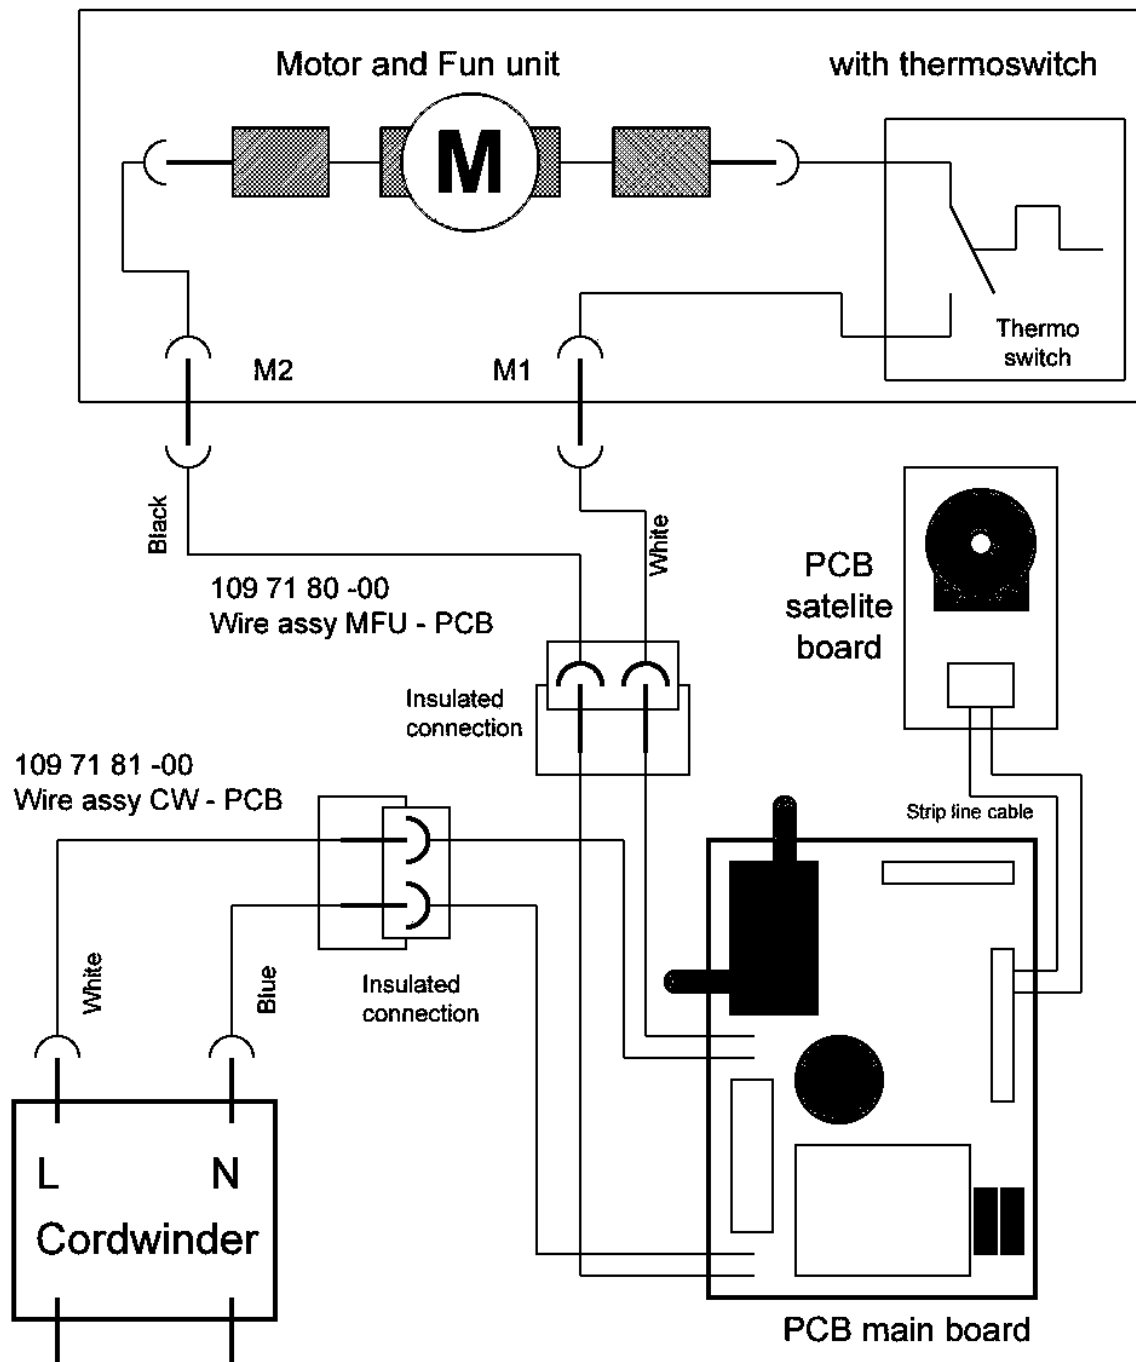 Motor and Fun unit
with thermoswitch
M
Thermo
switch
M2
M1
Black
White
109 71 80 -00
Wire assy MFU - PCB
PCB
satelite
board
Insulated
connection
109 71 81 -00
Wire assy CW - PCB
Strip line cable
White
Blue
Insulated
connection
L
N
Cordwinder
PCB main board